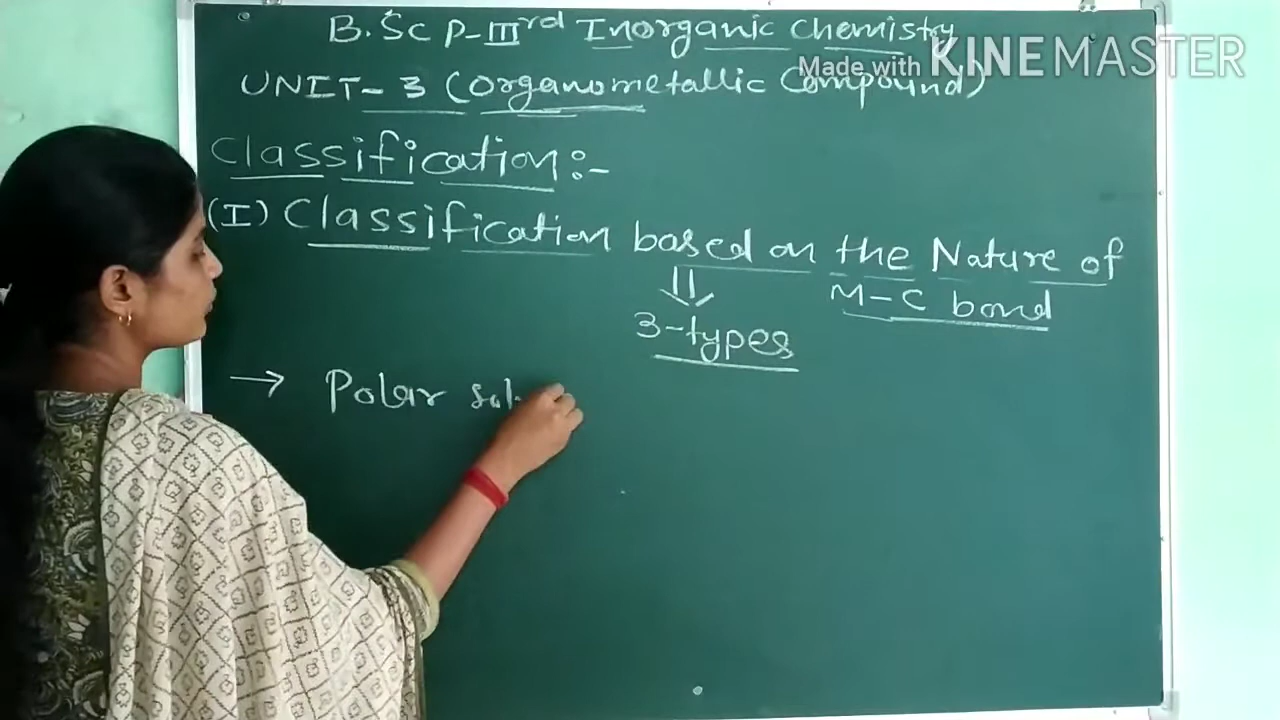 B.Sc P-IIIrd Inorganic Chemistry
Made with KINEMASTER
UNIT-3 (Organometallic Compound)
Classification:-
(I) Classification based on the Nature of
M-C bond
3-types
→ Polar